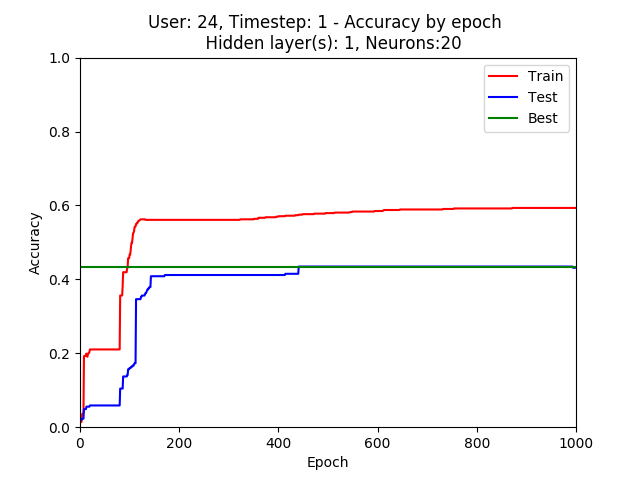 User: 24, Timestep: 1 - Accuracy by epoch
Hidden layer(s): 1, Neurons:20
1.0
0.8
0.6
0.4
0.2
0.0
Accuracy
Train
Test
Best
0 200 400 600 800 1000
Epoch